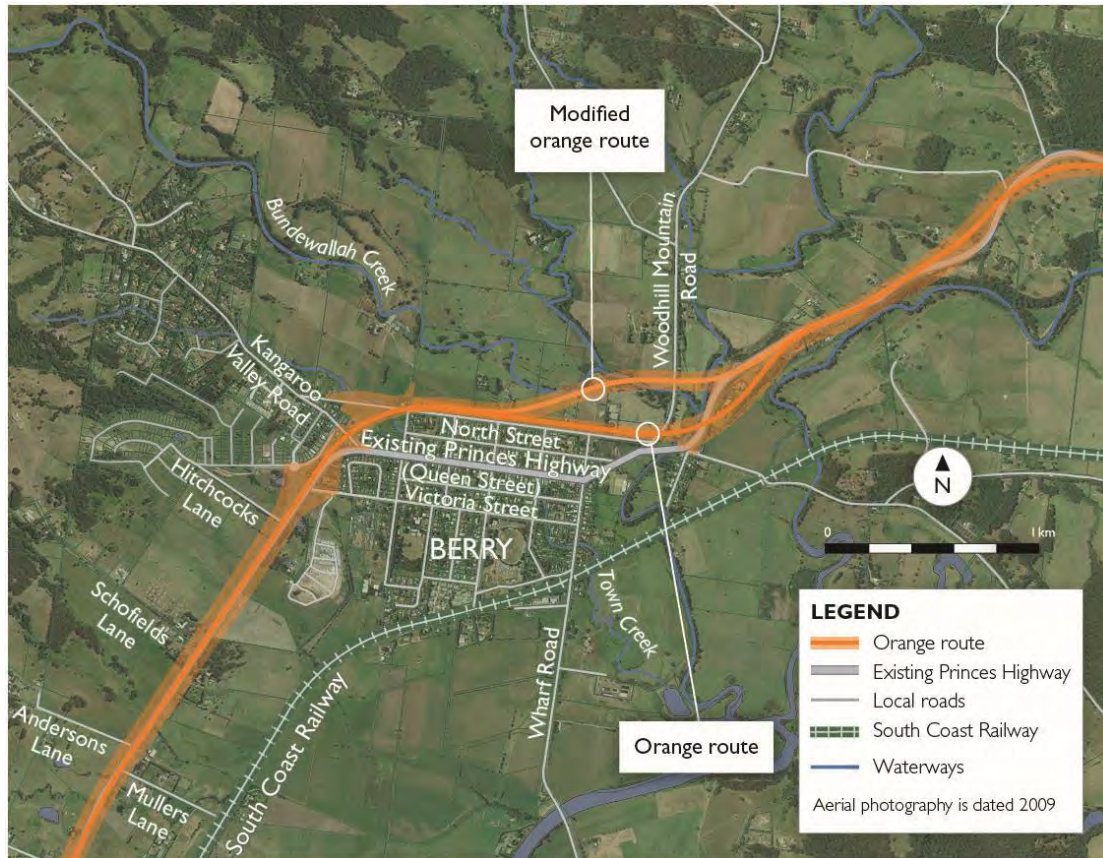 Modified
orange route
Bundewallah Creek
Woodhill Mountain
Road
Kangaroo
Valley Road
North Street
Existing Princes Highway
(Queen Street)
Victoria Street
Hitchcocks
Lane
BERRY
N
0 1 km
Schofields
Lane
Town Creek
Wharf Road
South Coast Railway
Andersons
Lane
Mullers
Lane
Orange route
LEGEND
Orange route
Existing Princes Highway
Local roads
South Coast Railway
Waterways
Aerial photography is dated 2009